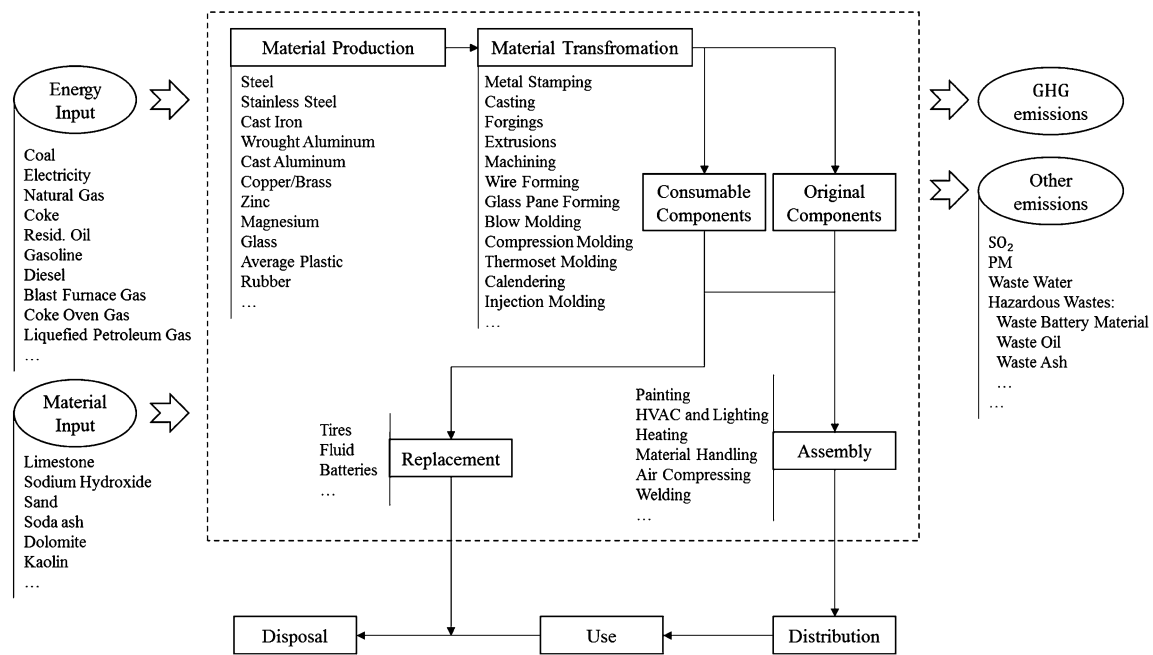 Energy
Input
Coal
Electricity
Natural Gas
Coke
Resid. Oil
Gasoline
Diesel
Blast Furnace Gas
Coke Oven Gas
Liquefied Petroleum Gas
…
Material
Input
Limestone
Sodium Hydroxide
Sand
Soda ash
Dolomite
Kaolin
…
Material Production
Steel
Stainless Steel
Cast Iron
Wrought Aluminum
Cast Aluminum
Copper/Brass
Zinc
Magnesium
Glass
Average Plastic
Rubber
…
Material Transfromation
Metal Stamping
Casting
Forgings
Extrusions
Machining
Wire Forming
Glass Pane Forming
Blow Molding
Compression Molding
Thermoset Molding
Calendering
Injection Molding
…
Consumable
Components
Original
Components
Tires
Fluid
Batteries
…
Replacement
Painting
HVAC and Lighting
Heating
Material Handling
Air Compressing
Welding
…
Assembly
GHG
emissions
Other
emissions
SO₂
PM
Waste Water
Hazardous Wastes:
Waste Battery Material
Waste Oil
Waste Ash
…
…
Disposal
Use
Distribution